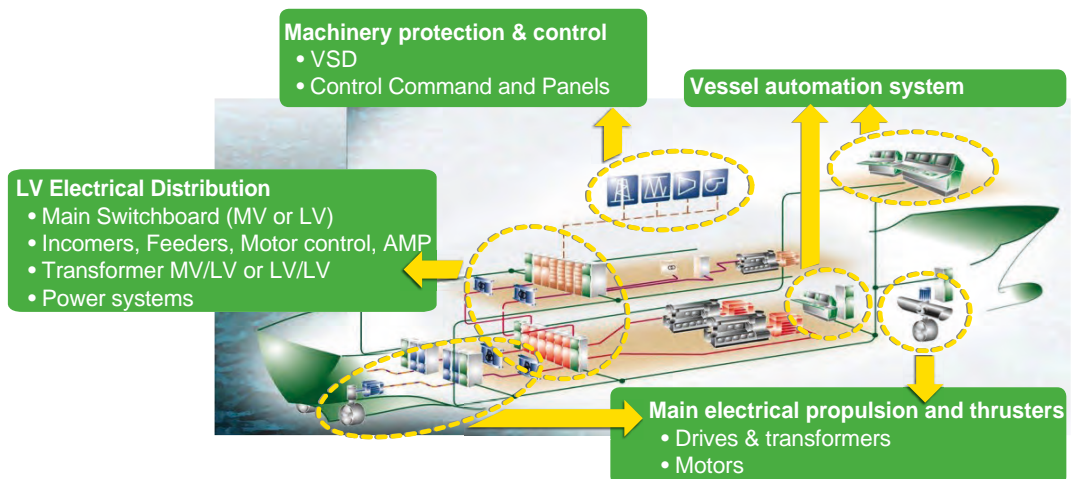 Machinery protection & control
• VSD
• Control Command and Panels
Vessel automation system
LV Electrical Distribution
• Main Switchboard (MV or LV)
• Incomers, Feeders, Motor control, AMP
• Transformer MV/LV or LV/LV
• Power systems
Main electrical propulsion and thrusters
• Drives & transformers
• Motors